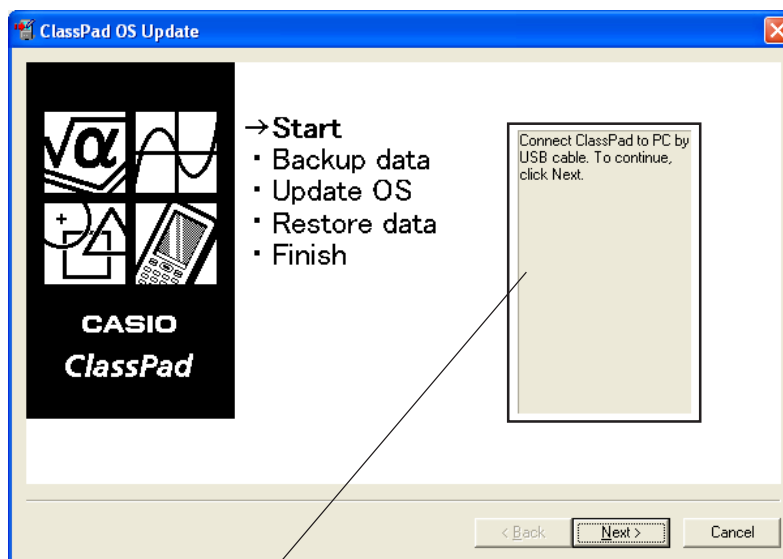 ClassPad OS Update
√α
CASIO
ClassPad
→Start
・Backup data
・Update OS
・Restore data
・Finish
Connect ClassPad to PC by
USB cable. To continue,
click Next.
< Back
Next >
Cancel